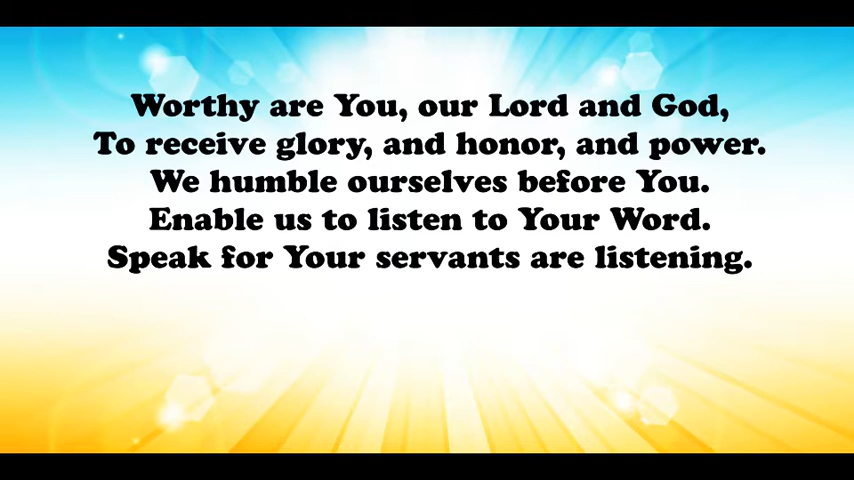 Worthy are You, our Lord and God,
To receive glory, and honor, and power.
We humble ourselves before You.
Enable us to listen to Your Word.
Speak for Your servants are listening.